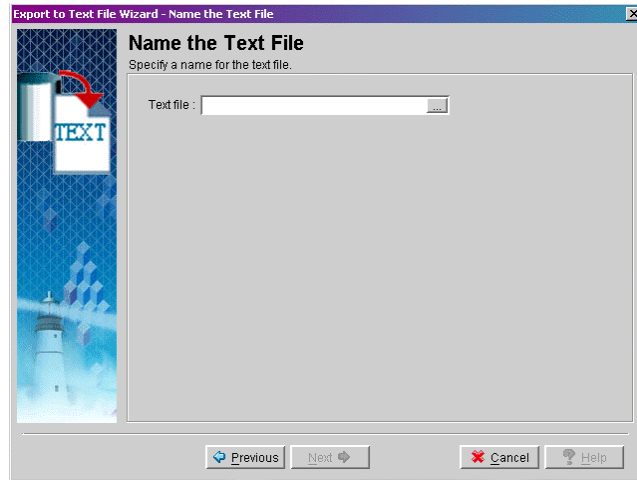 Export to Text File Wizard - Name the Text File
Name the Text File
Specify a name for the text file.
TEXT
Text file :
...
Previous
Next
Cancel
Help